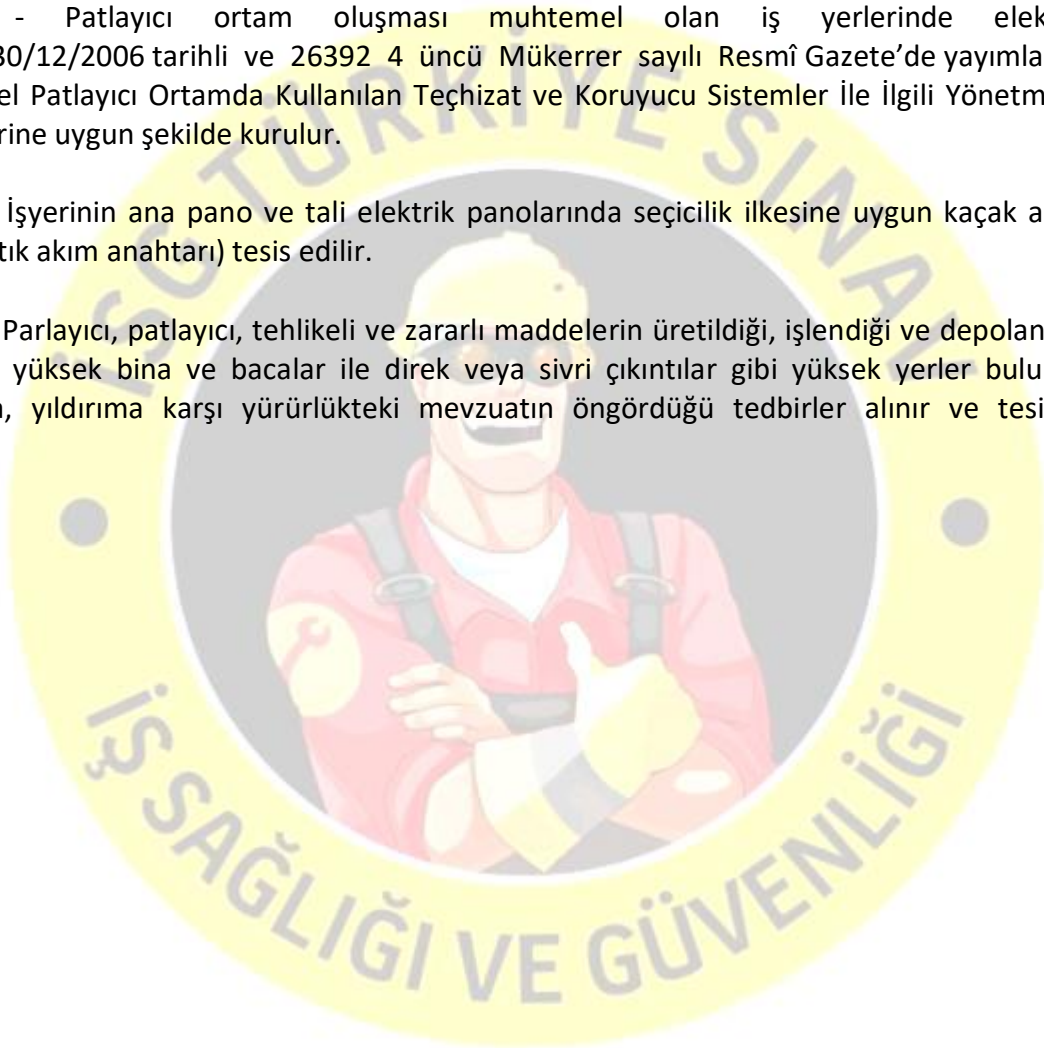 - Patlayıcı ortam oluşması muhtemel olan iş yerlerinde elek
30/12/2006 tarihli ve 26392 4 üncü Mükerrer sayılı Resmî Gazete’de yayımla
el Patlayıcı Ortamda Kullanılan Teçhizat ve Koruyucu Sistemler İle İlgili Yönetm
rine uygun şekilde kurulur.
İşyerinin ana pano ve tali elektrik panolarında seçicilik ilkesine uygun kaçak a
tık akım anahtarı) tesis edilir.
Parlayıcı, patlayıcı, tehlikeli ve zararlı maddelerin üretildiği, işlendiği ve depolan
yüksek bina ve bacalar ile direk veya sivri çıkıntılar gibi yüksek yerler bulu
, yıldırıma karşı yürürlükteki mevzuatın öngördüğü tedbirler alınır ve tesi
İSG TÜRKİYE SINAV
İŞ SAĞLIĞI VE GÜVENLİĞİ